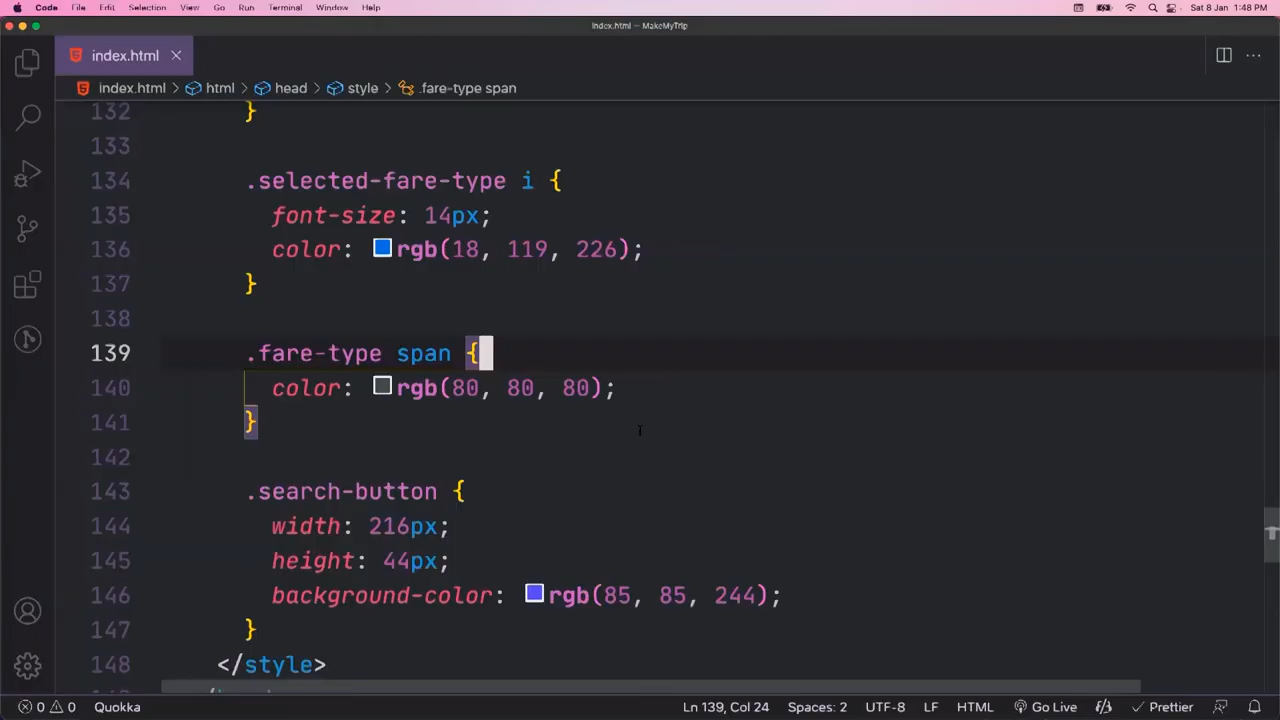 Code File Edit Selection View Go Run Terminal Window Help Sat 8 Jan 1:48 PM
index.html — MakeMyTrip
index.html
index.html > html > head > style > .fare-type span
132 }
133
134 .selected-fare-type i {
135 font-size: 14px;
136 color: rgb(18, 119, 226);
137 }
138
139 .fare-type span {
140 color: rgb(80, 80, 80);
141 }
142
143 .search-button {
144 width: 216px;
145 height: 44px;
146 background-color: rgb(85, 85, 244);
147 }
148 </style>
0 0 Quokka Ln 139, Col 24 Spaces: 2 UTF-8 LF HTML Go Live Prettier